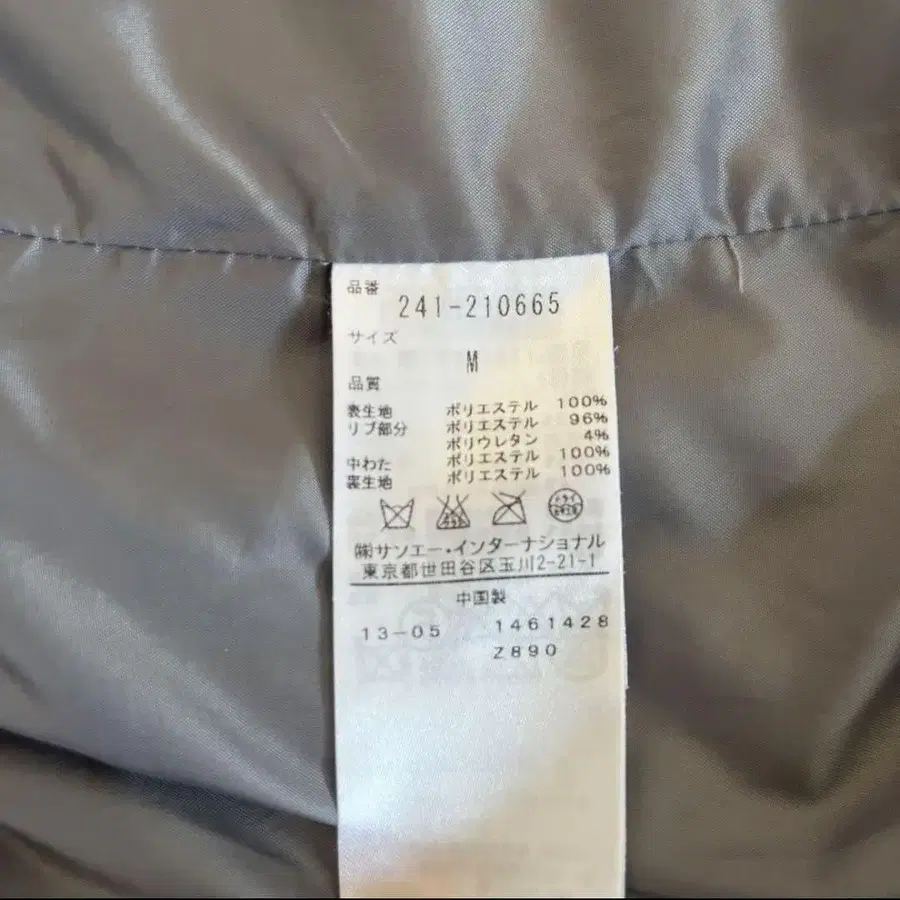 品番
241-210665
サイズ
M
品質
表生地 ポリエステル 100%
リブ部分 ポリエステル 96%
ポリウレタン 4%
中わた ポリエステル 100%
裏生地 ポリエステル 100%
ドライ
㈱サンエー・インターナショナル
東京都世田谷区玉川2-21-1
中国製
13-05 1461428
Z890